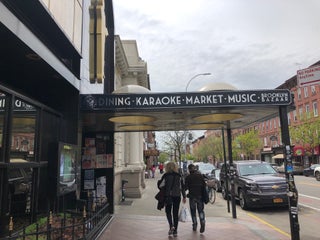 DINING · KARAOKE · MARKET · MUSIC · BROOKLYN
BAZAAR